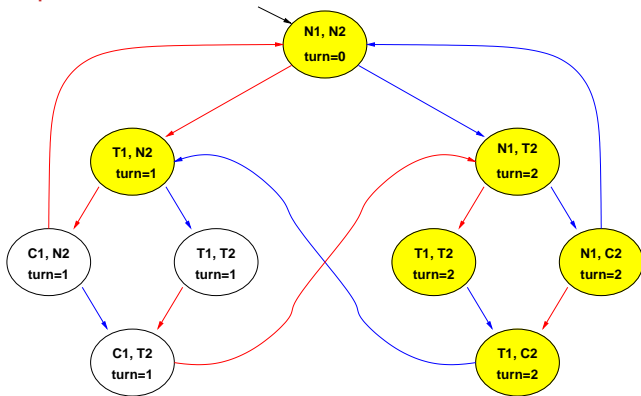 N1, N2
turn=0
T1, N2
turn=1
N1, T2
turn=2
C1, N2
turn=1
T1, T2
turn=1
T1, T2
turn=2
N1, C2
turn=2
C1, T2
turn=1
T1, C2
turn=2